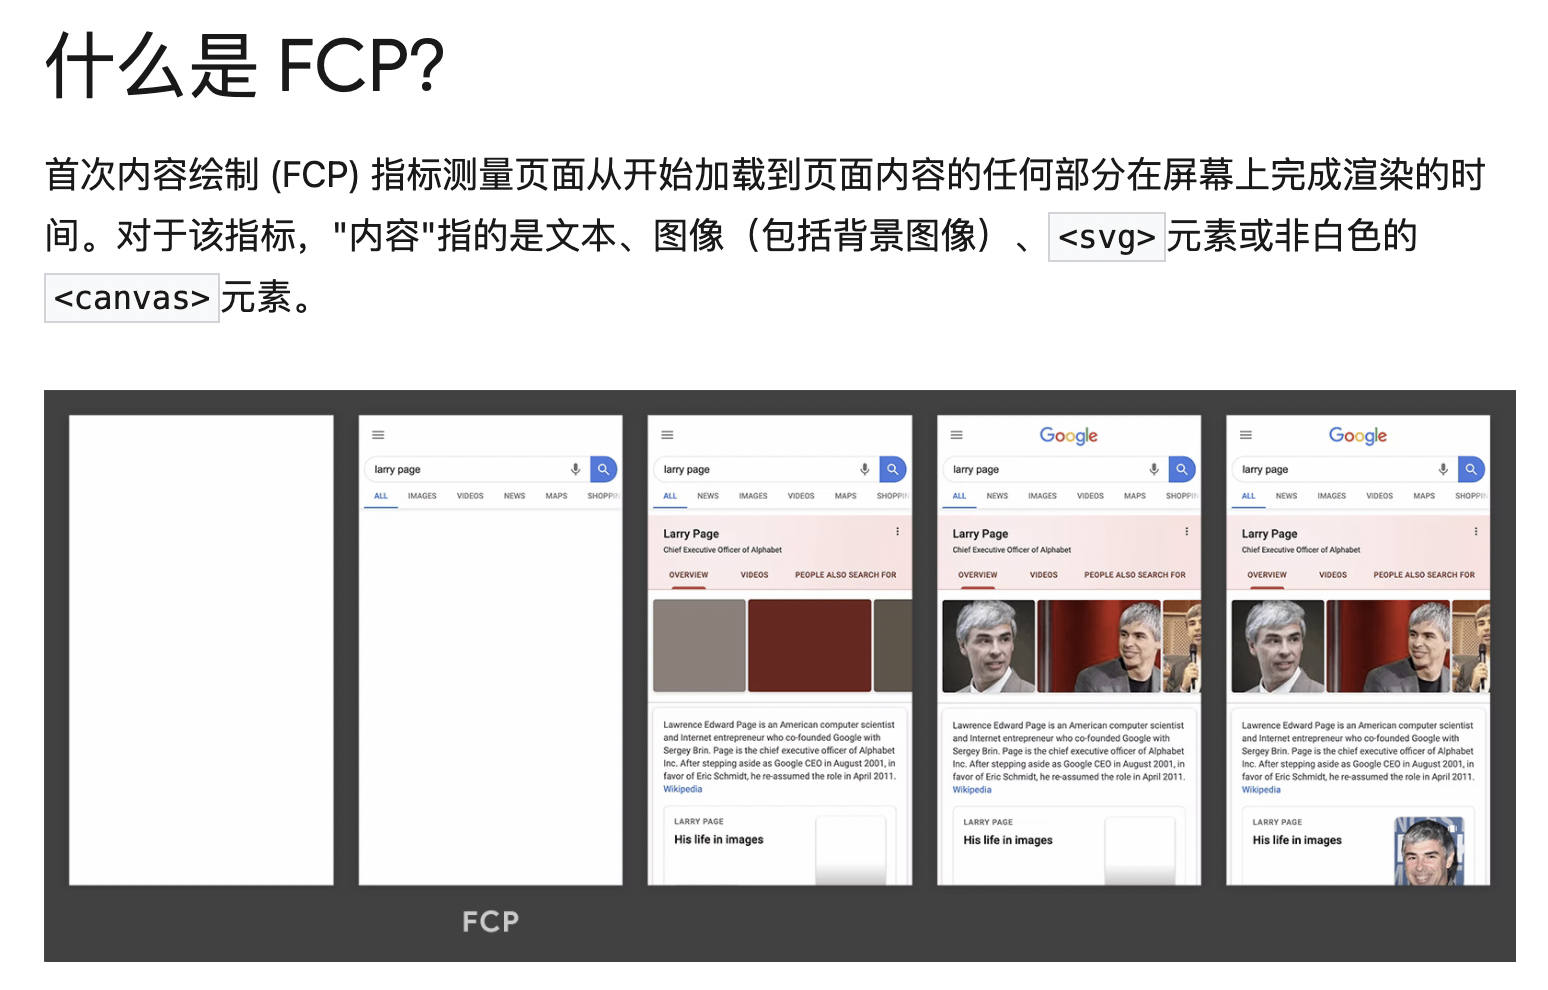 什么是 FCP?
首次内容绘制 (FCP) 指标测量页面从开始加载到页面内容的任何部分在屏幕上完成渲染的时
间。对于该指标，"内容"指的是文本、图像（包括背景图像）、<svg>元素或非白色的
<canvas>元素。
larry page
ALL IMAGES VIDEOS NEWS MAPS SHOPPIN
larry page
ALL NEWS IMAGES VIDEOS MAPS SHOPPIN
Larry Page
Chief Executive Officer of Alphabet
OVERVIEW VIDEOS PEOPLE ALSO SEARCH FOR
Lawrence Edward Page is an American computer scientist
and Internet entrepreneur who co-founded Google with
Sergey Brin. Page is the chief executive officer of Alphabet
Inc. After stepping aside as Google CEO in August 2001, in
favor of Eric Schmidt, he re-assumed the role in April 2011.
Wikipedia
LARRY PAGE
His life in images
Google
larry page
ALL NEWS IMAGES VIDEOS MAPS SHOPPIN
Larry Page
Chief Executive Officer of Alphabet
OVERVIEW VIDEOS PEOPLE ALSO SEARCH FOR
Lawrence Edward Page is an American computer scientist
and Internet entrepreneur who co-founded Google with
Sergey Brin. Page is the chief executive officer of Alphabet
Inc. After stepping aside as Google CEO in August 2001, in
favor of Eric Schmidt, he re-assumed the role in April 2011.
Wikipedia
LARRY PAGE
His life in images
Google
larry page
ALL NEWS IMAGES VIDEOS MAPS SHOPPIN
Larry Page
Chief Executive Officer of Alphabet
OVERVIEW VIDEOS PEOPLE ALSO SEARCH FOR
Lawrence Edward Page is an American computer scientist
and Internet entrepreneur who co-founded Google with
Sergey Brin. Page is the chief executive officer of Alphabet
Inc. After stepping aside as Google CEO in August 2001, in
favor of Eric Schmidt, he re-assumed the role in April 2011.
Wikipedia
LARRY PAGE
His life in images
FCP